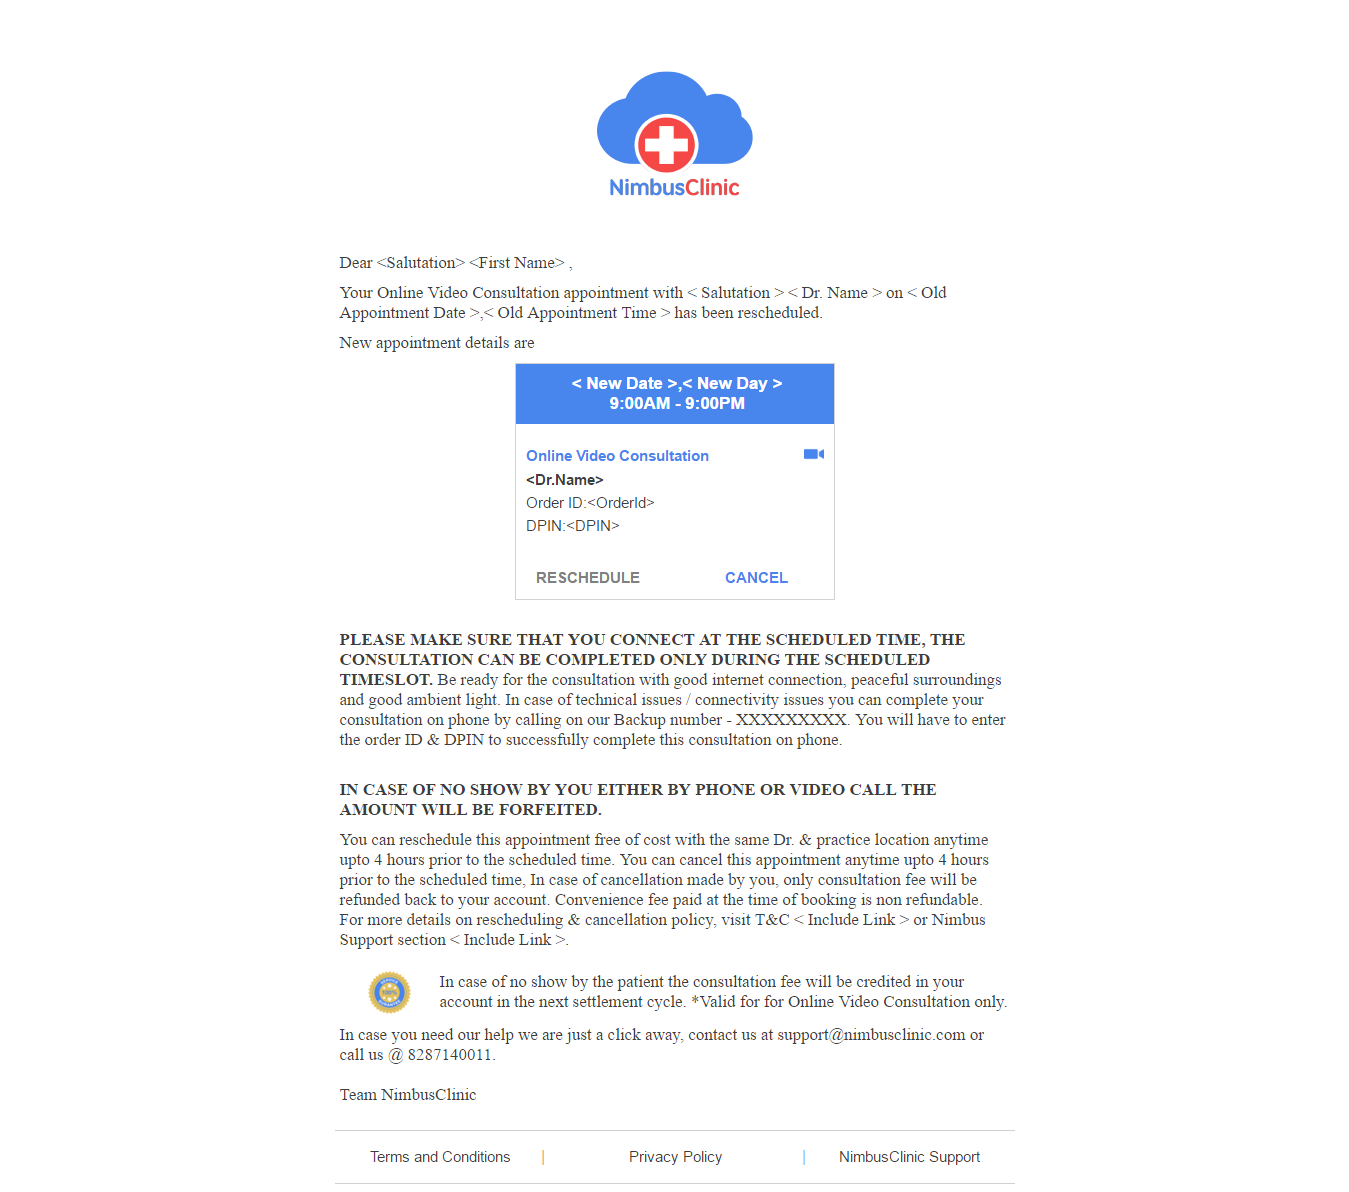 NimbusClinic
Dear <Salutation> <First Name> ,
Your Online Video Consultation appointment with < Salutation > < Dr. Name > on < Old
Appointment Date >,< Old Appointment Time > has been rescheduled.
New appointment details are
< New Date >,< New Day >
9:00AM - 9:00PM
Online Video Consultation
<Dr.Name>
Order ID:<OrderId>
DPIN:<DPIN>
RESCHEDULE CANCEL
PLEASE MAKE SURE THAT YOU CONNECT AT THE SCHEDULED TIME, THE
CONSULTATION CAN BE COMPLETED ONLY DURING THE SCHEDULED
TIMESLOT. Be ready for the consultation with good internet connection, peaceful surroundings
and good ambient light. In case of technical issues / connectivity issues you can complete your
consultation on phone by calling on our Backup number - XXXXXXXXX. You will have to enter
the order ID & DPIN to successfully complete this consultation on phone.
IN CASE OF NO SHOW BY YOU EITHER BY PHONE OR VIDEO CALL THE
AMOUNT WILL BE FORFEITED.
You can reschedule this appointment free of cost with the same Dr. & practice location anytime
upto 4 hours prior to the scheduled time. You can cancel this appointment anytime upto 4 hours
prior to the scheduled time, In case of cancellation made by you, only consultation fee will be
refunded back to your account. Convenience fee paid at the time of booking is non refundable.
For more details on rescheduling & cancellation policy, visit T&C < Include Link > or Nimbus
Support section < Include Link >.
In case of no show by the patient the consultation fee will be credited in your
account in the next settlement cycle. *Valid for for Online Video Consultation only.
In case you need our help we are just a click away, contact us at support@nimbusclinic.com or
call us @ 8287140011.
Team NimbusClinic
Terms and Conditions | Privacy Policy | NimbusClinic Support